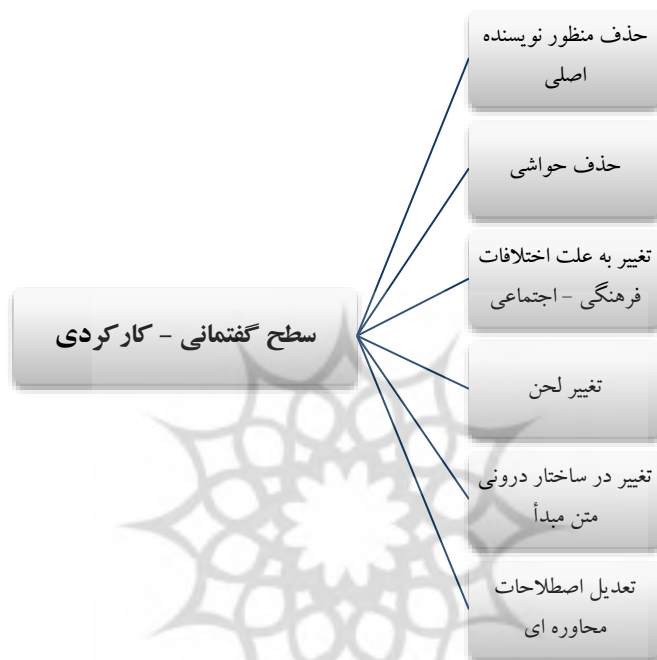 حذف منظور نویسنده
اصلی
حذف حواشی
تغییر به علت اختلافات
فرهنگی - اجتماعی
سطح گفتمانی - کارکردی
تغییر لحن
تغییر در ساختار درونی
متن مبدأ
تعدیل اصطلاحات
محاوره ای